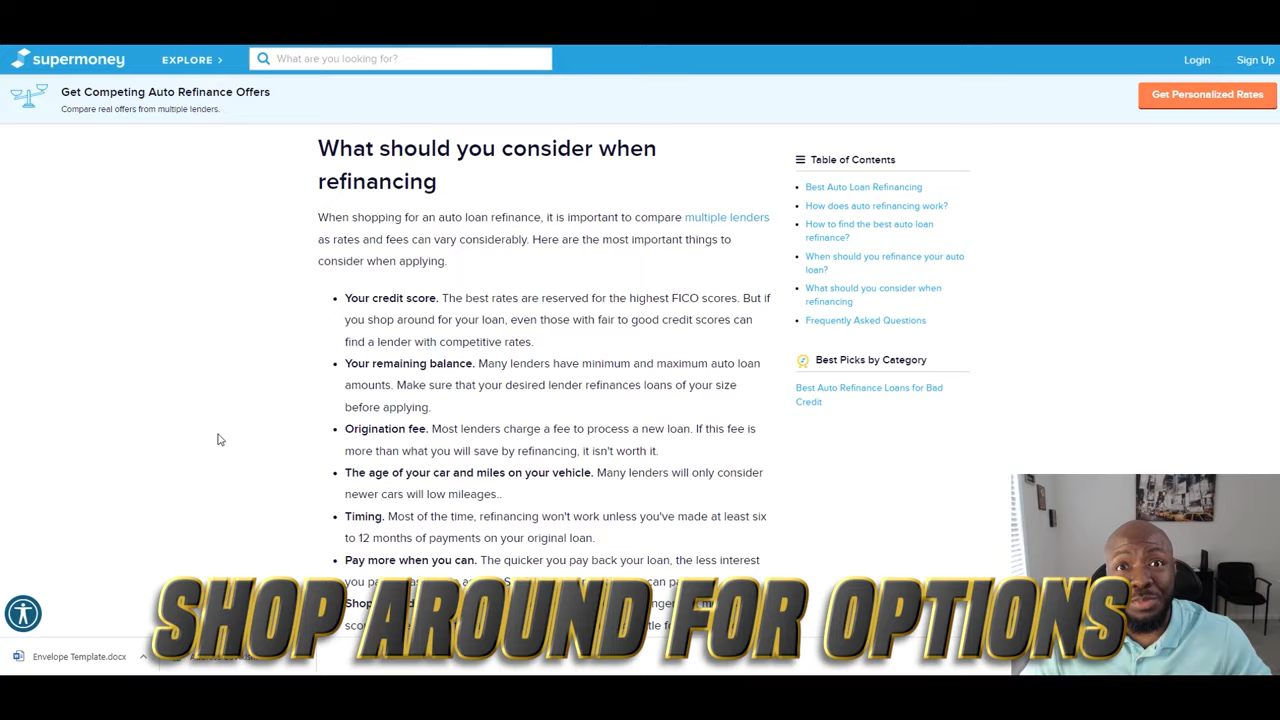 supermoney
EXPLORE >
What are you looking for?
Login
Sign Up
Get Competing Auto Refinance Offers
Compare real offers from multiple lenders.
Get Personalized Rates
What should you consider when
refinancing
When shopping for an auto loan refinance, it is important to compare multiple lenders
as rates and fees can vary considerably. Here are the most important things to
consider when applying.
• Your credit score. The best rates are reserved for the highest FICO scores. But if
you shop around for your loan, even those with fair to good credit scores can
find a lender with competitive rates.
• Your remaining balance. Many lenders have minimum and maximum auto loan
amounts. Make sure that your desired lender refinances loans of your size
before applying.
• Origination fee. Most lenders charge a fee to process a new loan. If this fee is
more than what you will save by refinancing, it isn't worth it.
• The age of your car and miles on your vehicle. Many lenders will only consider
newer cars will low mileages..
• Timing. Most of the time, refinancing won't work unless you've made at least six
to 12 months of payments on your original loan.
• Pay more when you can. The quicker you pay back your loan, the less interest
Table of Contents
• Best Auto Loan Refinancing
• How does auto refinancing work?
• How to find the best auto loan
refinance?
• When should you refinance your auto
loan?
• What should you consider when
refinancing
• Frequently Asked Questions
Best Picks by Category
Best Auto Refinance Loans for Bad
Credit
SHOP AROUND FOR OPTIONS
Envelope Template.docx